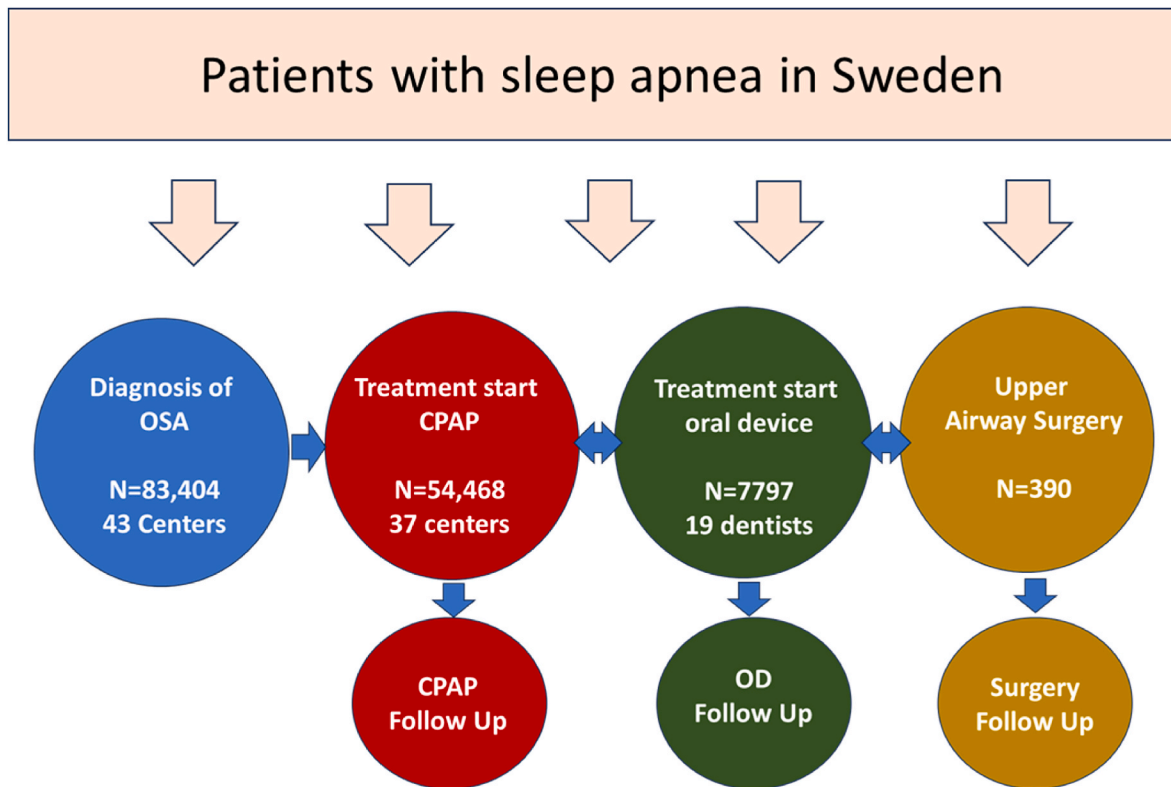 Patients with sleep apnea in Sweden
Diagnosis of
OSA
N=83,404
43 Centers
Treatment start
CPAP
N=54,468
37 centers
Treatment start
oral device
N=7797
19 dentists
Upper
Airway Surgery
N=390
CPAP
Follow Up
OD
Follow Up
Surgery
Follow Up